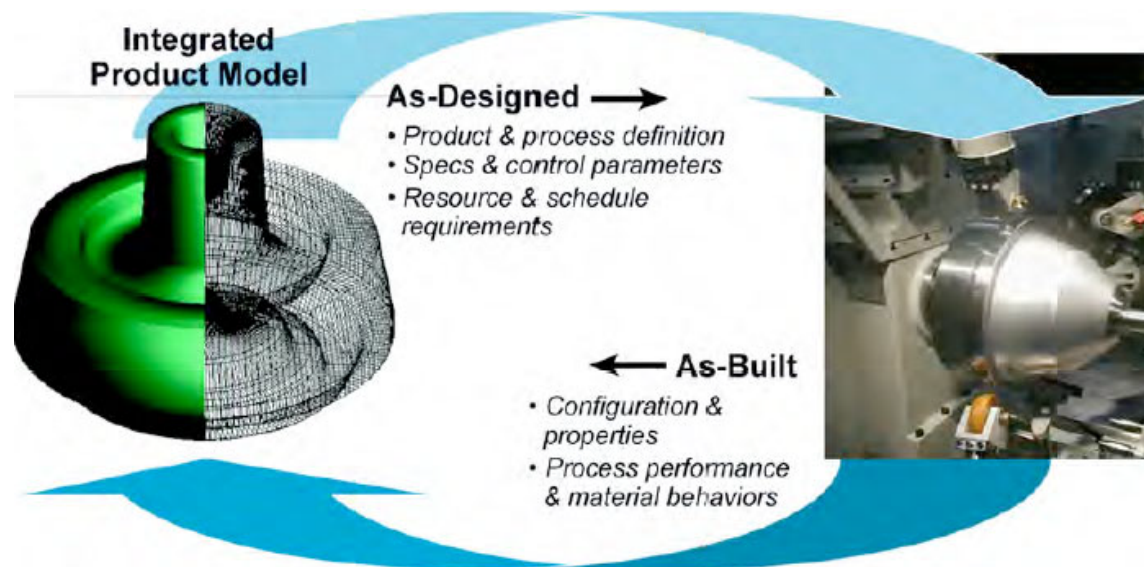 Integrated
Product Model
As-Designed
• Product & process definition
• Specs & control parameters
• Resource & schedule
requirements
As-Built
• Configuration &
properties
• Process performance
& material behaviors